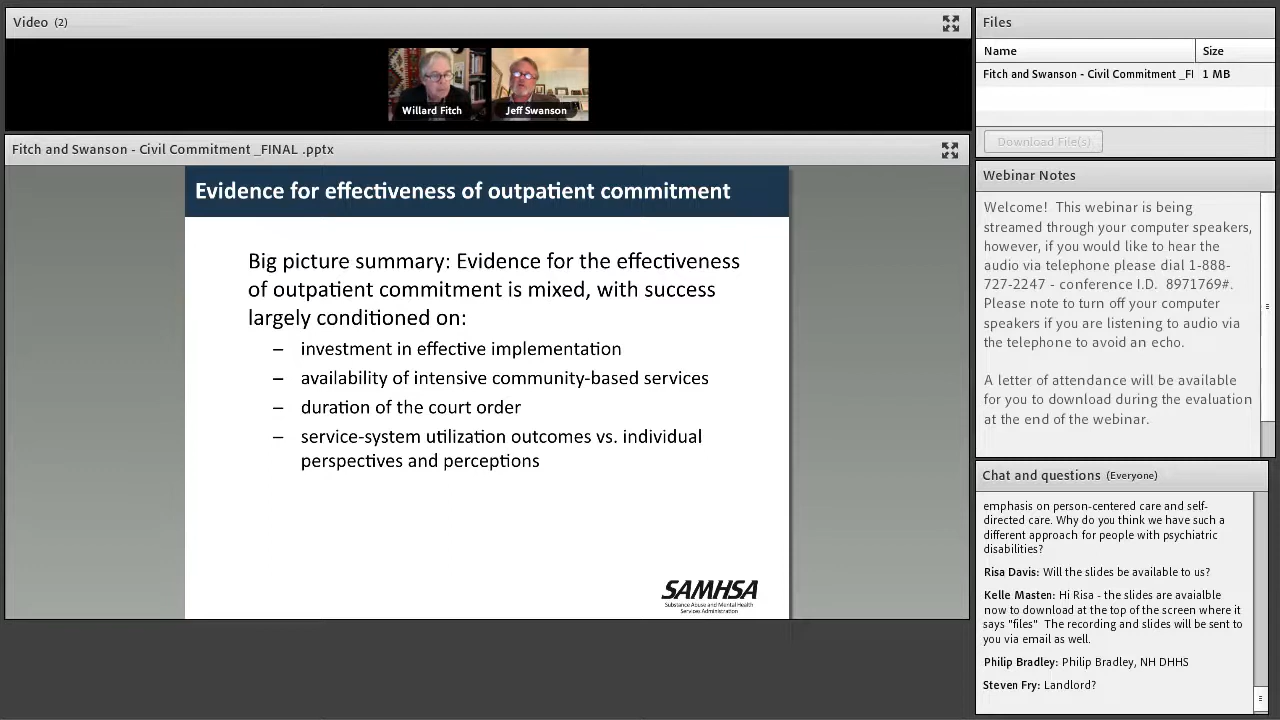 Video (2)
Willard Fitch
Jeff Swanson
Fitch and Swanson - Civil Commitment _FINAL .pptx
Evidence for effectiveness of outpatient commitment
Big picture summary: Evidence for the effectiveness
of outpatient commitment is mixed, with success
largely conditioned on:
– investment in effective implementation
– availability of intensive community-based services
– duration of the court order
– service-system utilization outcomes vs. individual
perspectives and perceptions
SAMHSA
Substance Abuse and Mental Health
Services Administration
Files
Name Size
Fitch and Swanson - Civil Commitment _FI 1 MB
Download File(s)
Webinar Notes
Welcome!  This webinar is being
streamed through your computer speakers,
however, if you would like to hear the
audio via telephone please dial 1-888-
727-2247 - conference I.D.  8971769#.
Please note to turn off your computer
speakers if you are listening to audio via
the telephone to avoid an echo.
A letter of attendance will be available
for you to download during the evaluation
at the end of the webinar.
Chat and questions (Everyone)
emphasis on person-centered care and self-
directed care. Why do you think we have such a
different approach for people with psychiatric
disabilities?
Risa Davis: Will the slides be available to us?
Kelle Masten: Hi Risa - the slides are avaialble
now to download at the top of the screen where it
says "files"  The recording and slides will be sent to
you via email as well.
Philip Bradley: Philip Bradley, NH DHHS
Steven Fry: Landlord?